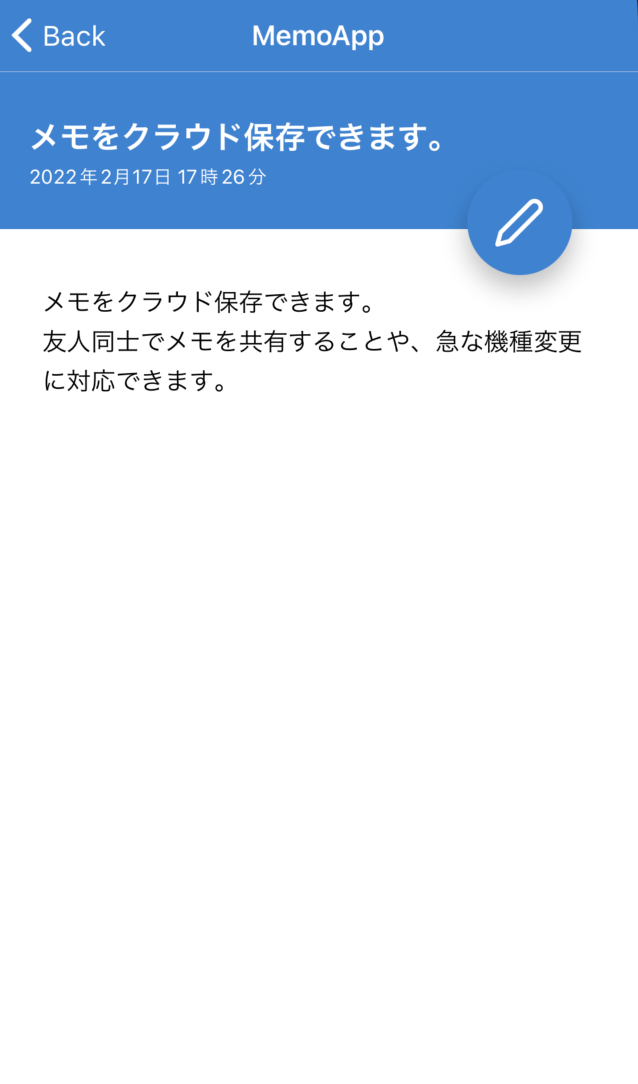 Back
MemoApp
メモをクラウド保存できます。
2022年2月17日 17時26分
メモをクラウド保存できます。
友人同士でメモを共有することや、急な機種変更
に対応できます。